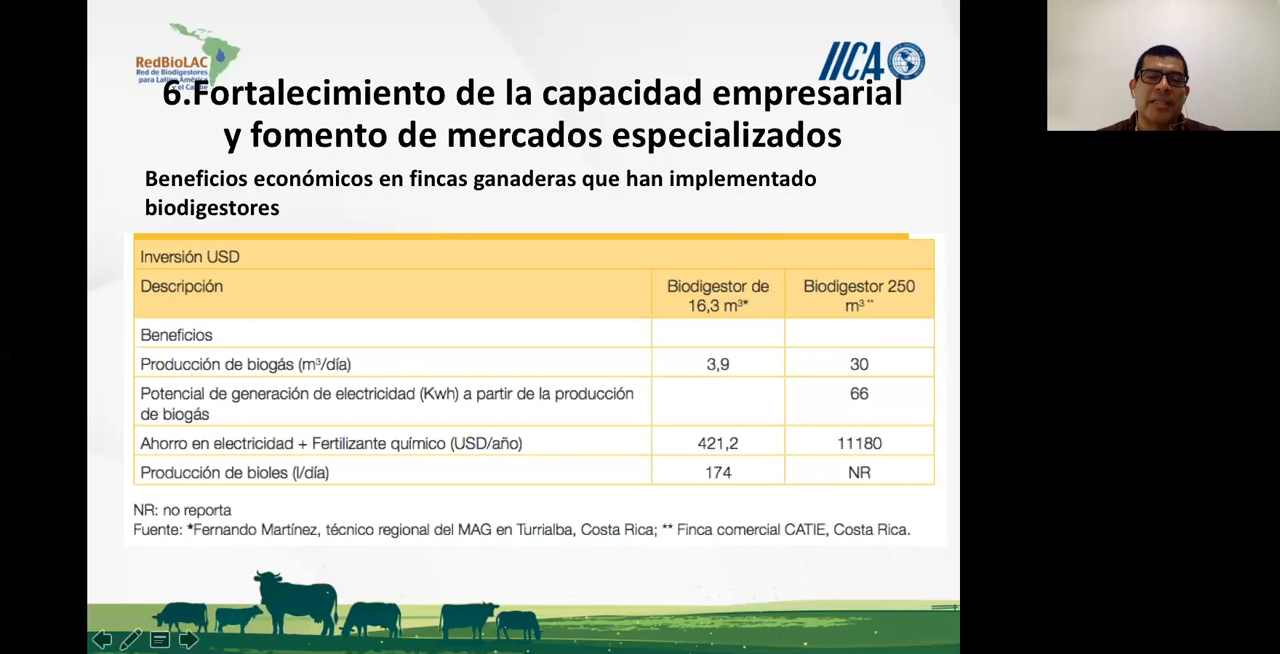 RedBioLAC
Red de Biodigestores
para Latino América
y el Caribe
IICA
6.Fortalecimiento de la capacidad empresarial
y fomento de mercados especializados
Beneficios económicos en fincas ganaderas que han implementado
biodigestores
Inversión USD
Descripción
Biodigestor de
16,3 m³*
Biodigestor 250
m³ **
Beneficios
Producción de biogás (m³/día) 3,9 30
Potencial de generación de electricidad (Kwh) a partir de la producción
de biogás
66
Ahorro en electricidad + Fertilizante químico (USD/año) 421,2 11180
Producción de bioles (l/día) 174 NR
NR: no reporta
Fuente: *Fernando Martínez, técnico regional del MAG en Turrialba, Costa Rica; ** Finca comercial CATIE, Costa Rica.